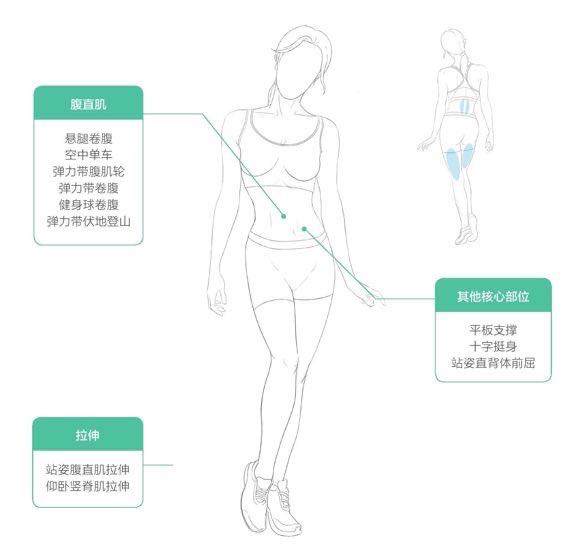 腹直肌
悬腿卷腹
空中单车
弹力带腹肌轮
弹力带卷腹
健身球卷腹
弹力带伏地登山
其他核心部位
平板支撑
十字挺身
站姿直背体前屈
拉伸
站姿腹直肌拉伸
仰卧竖脊肌拉伸